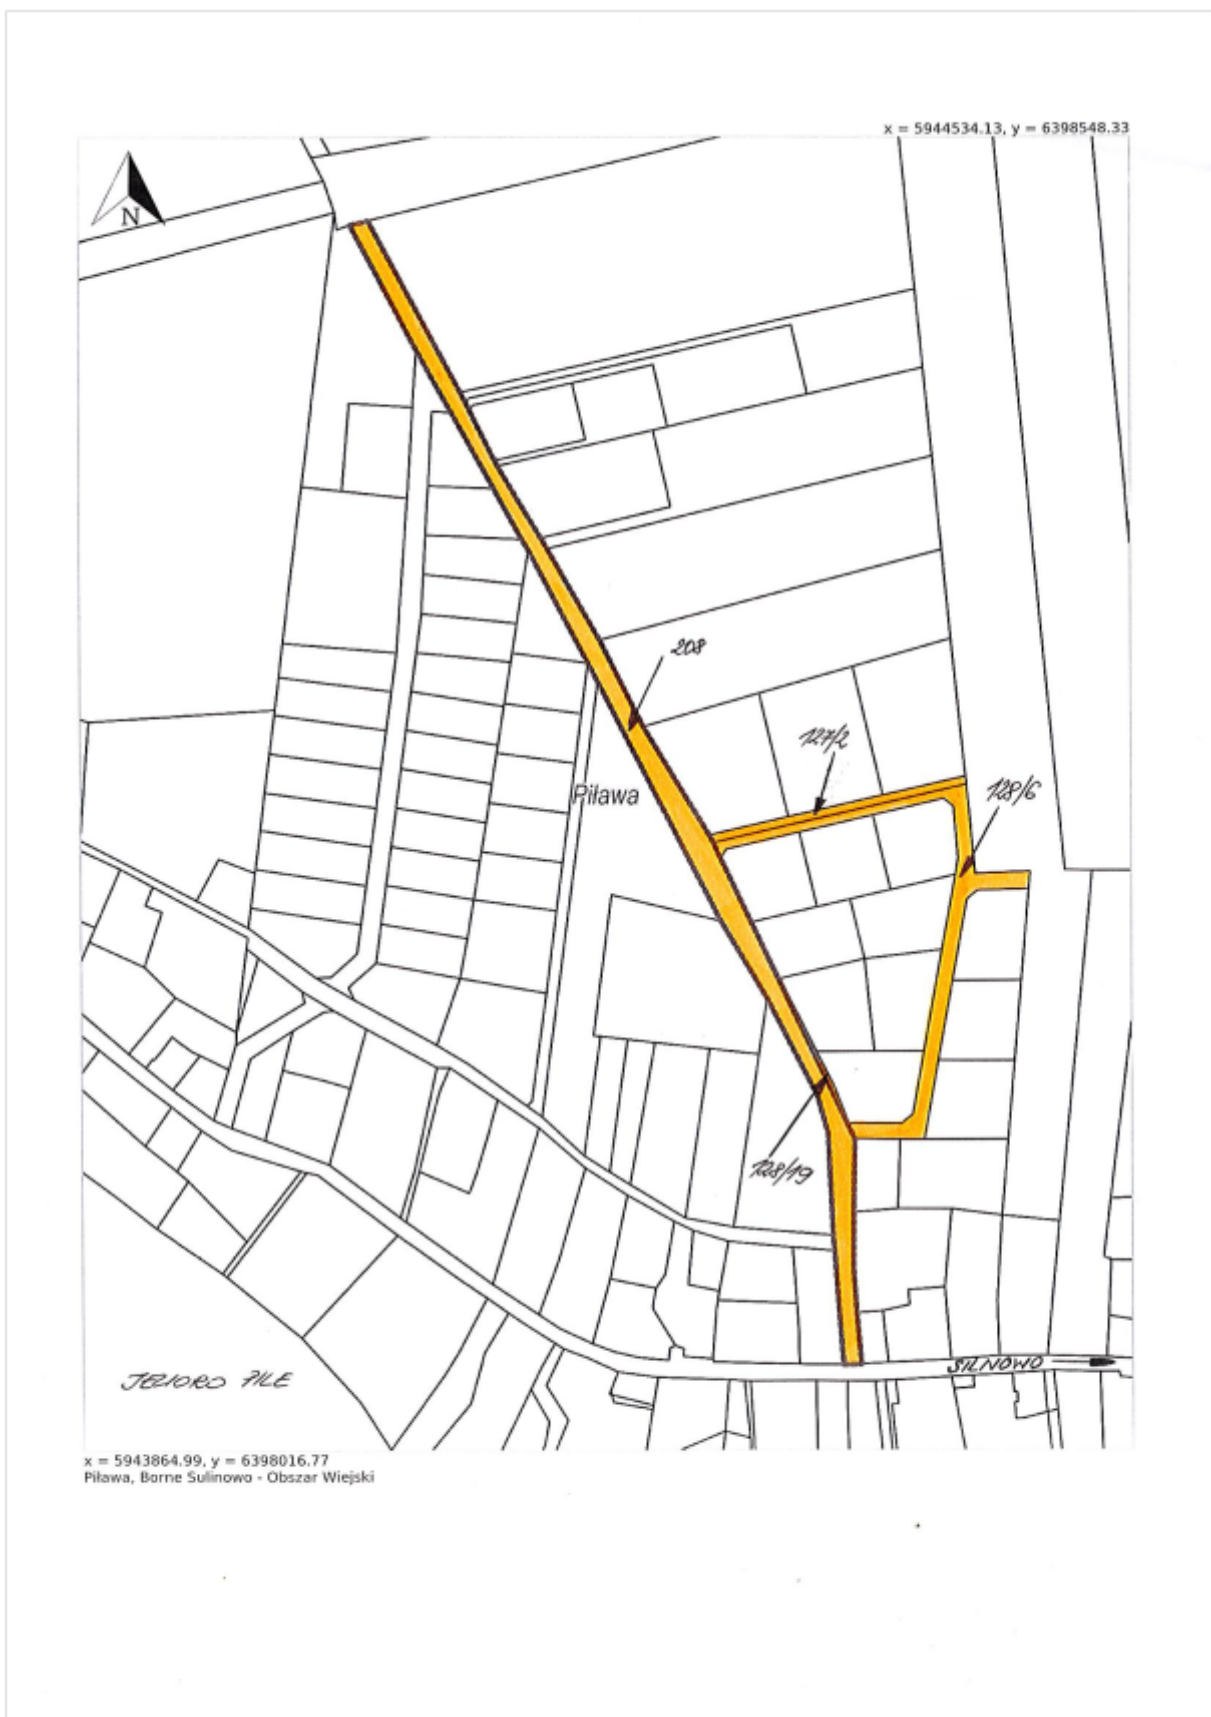 x = 5944534.13, y = 6398548.33
N
208
127/2
Piława
128/6
128/19
JEZIORO PILE
SILNOWO
x = 5943864.99, y = 6398016.77
Piława, Borne Sulinowo - Obszar Wiejski